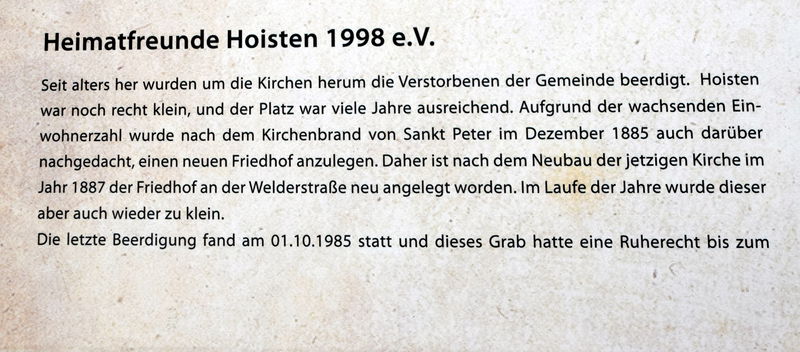 Heimatfreunde Hoisten 1998 e.V.
Seit alters her wurden um die Kirchen herum die Verstorbenen der Gemeinde beerdigt. Hoisten
war noch recht klein, und der Platz war viele Jahre ausreichend. Aufgrund der wachsenden Ein-
wohnerzahl wurde nach dem Kirchenbrand von Sankt Peter im Dezember 1885 auch darüber
nachgedacht, einen neuen Friedhof anzulegen. Daher ist nach dem Neubau der jetzigen Kirche im
Jahr 1887 der Friedhof an der Welderstraße neu angelegt worden. Im Laufe der Jahre wurde dieser
aber auch wieder zu klein.
Die letzte Beerdigung fand am 01.10.1985 statt und dieses Grab hatte eine Ruherecht bis zum